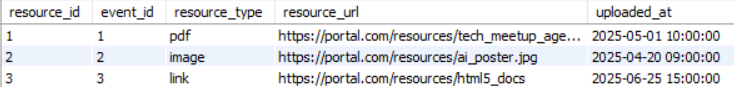 resource_id event_id resource_type resource_url uploaded_at
1 1 pdf https://portal.com/resources/tech_meetup_age... 2025-05-01 10:00:00
2 2 image https://portal.com/resources/ai_poster.jpg 2025-04-20 09:00:00
3 3 link https://portal.com/resources/html5_docs 2025-06-25 15:00:00